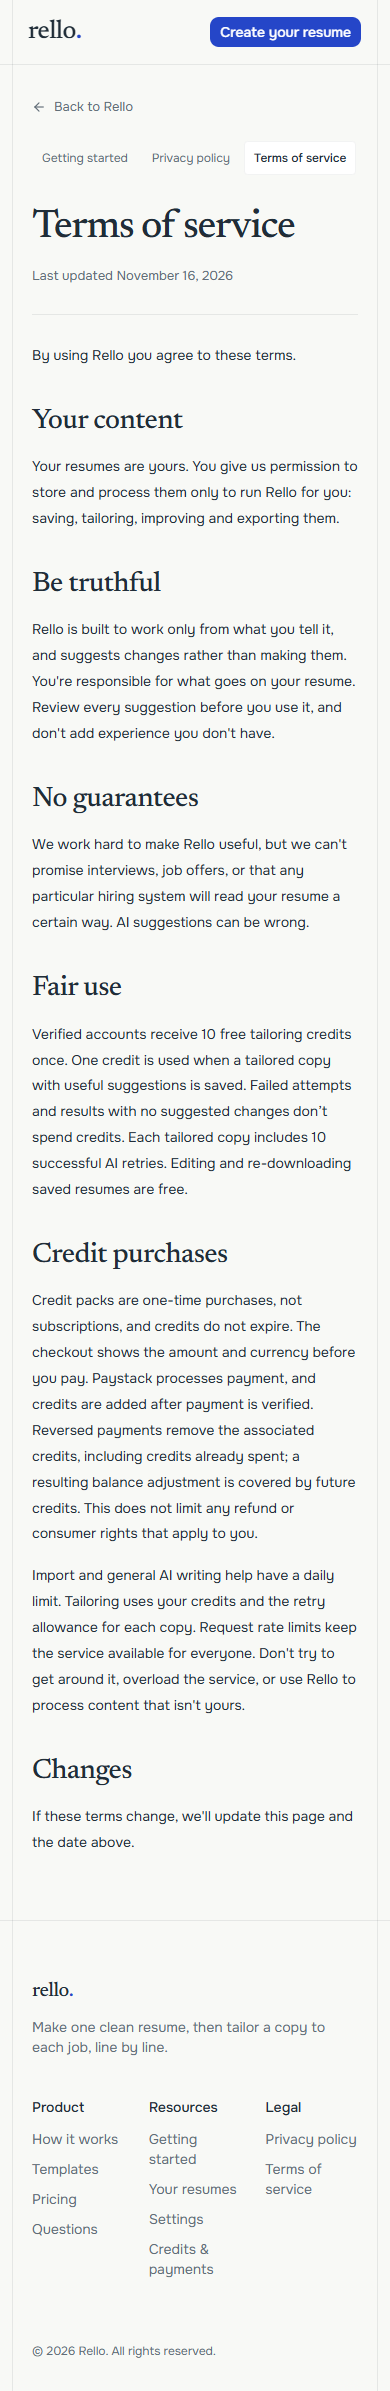 rello.
Create your resume
← Back to Rello
Getting started
Privacy policy
Terms of service
Terms of service
Last updated November 16, 2026
By using Rello you agree to these terms.
Your content
Your resumes are yours. You give us permission to
store and process them only to run Rello for you:
saving, tailoring, improving and exporting them.
Be truthful
Rello is built to work only from what you tell it,
and suggests changes rather than making them.
You're responsible for what goes on your resume.
Review every suggestion before you use it, and
don't add experience you don't have.
No guarantees
We work hard to make Rello useful, but we can't
promise interviews, job offers, or that any
particular hiring system will read your resume a
certain way. AI suggestions can be wrong.
Fair use
Verified accounts receive 10 free tailoring credits
once. One credit is used when a tailored copy
with useful suggestions is saved. Failed attempts
and results with no suggested changes don't
spend credits. Each tailored copy includes 10
successful AI retries. Editing and re-downloading
saved resumes are free.
Credit purchases
Credit packs are one-time purchases, not
subscriptions, and credits do not expire. The
checkout shows the amount and currency before
you pay. Paystack processes payment, and
credits are added after payment is verified.
Reversed payments remove the associated
credits, including credits already spent; a
resulting balance adjustment is covered by future
credits. This does not limit any refund or
consumer rights that apply to you.
Import and general AI writing help have a daily
limit. Tailoring uses your credits and the retry
allowance for each copy. Request rate limits keep
the service available for everyone. Don't try to
get around it, overload the service, or use Rello to
process content that isn't yours.
Changes
If these terms change, we'll update this page and
the date above.
rello.
Make one clean resume, then tailor a copy to
each job, line by line.
Product
How it works
Templates
Pricing
Questions
Resources
Getting
started
Your resumes
Settings
Credits &
payments
Legal
Privacy policy
Terms of
service
© 2026 Rello. All rights reserved.